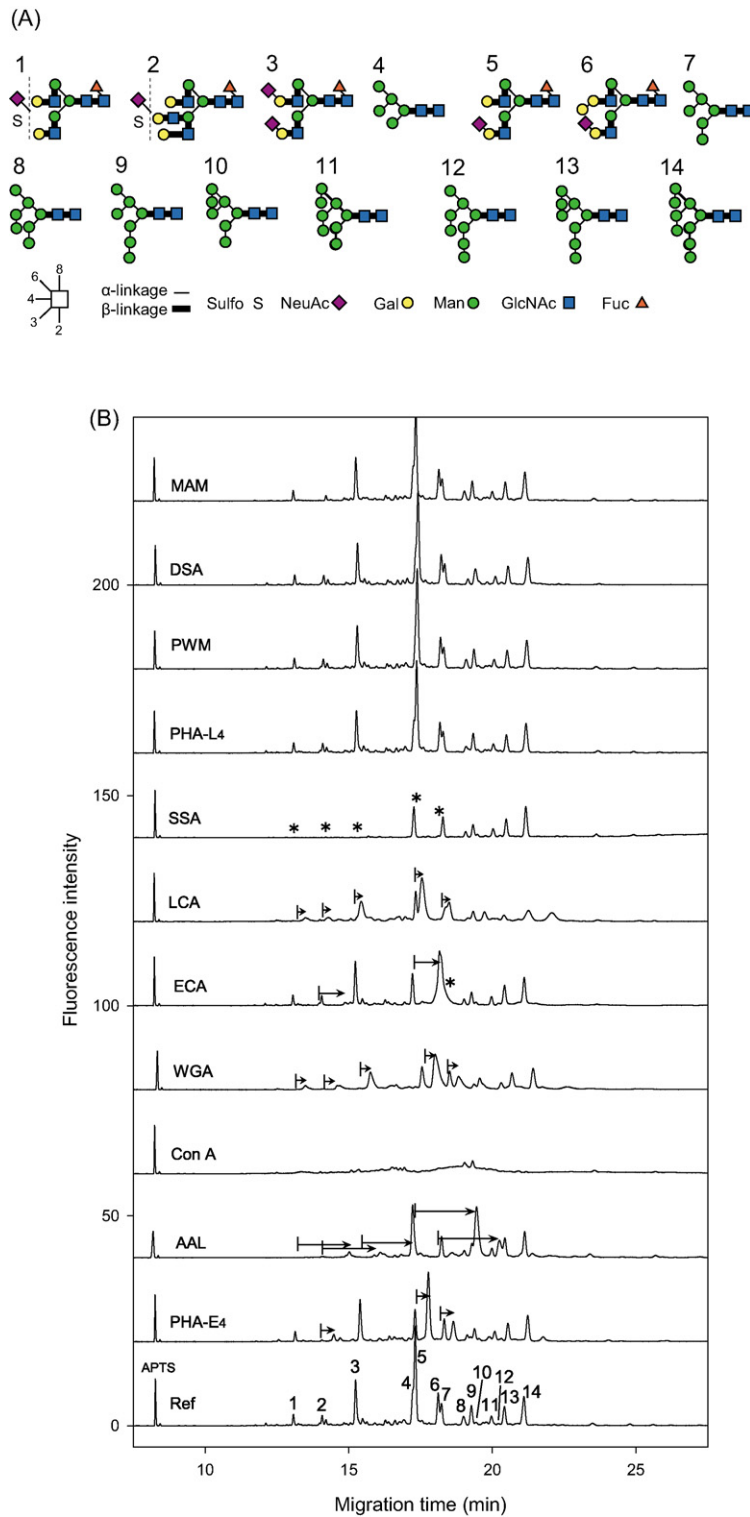 (A)
1 2 3 4 5 6 7
S S
8 9 10 11 12 13 14
8
6
4
3
2
α-linkage
β-linkage
Sulfo S NeuAc Gal Man GlcNAc Fuc
(B)
MAM
DSA
200
PWM
PHA-L4
150
SSA
* * * * *
LCA
ECA
*
100
WGA
Con A
50
AAL
PHA-E4
APTS
Ref
0
1 2 3 4 5 6 7 8 9 10 11 12 13 14
10 15 20 25
Fluorescence intensity
Migration time (min)